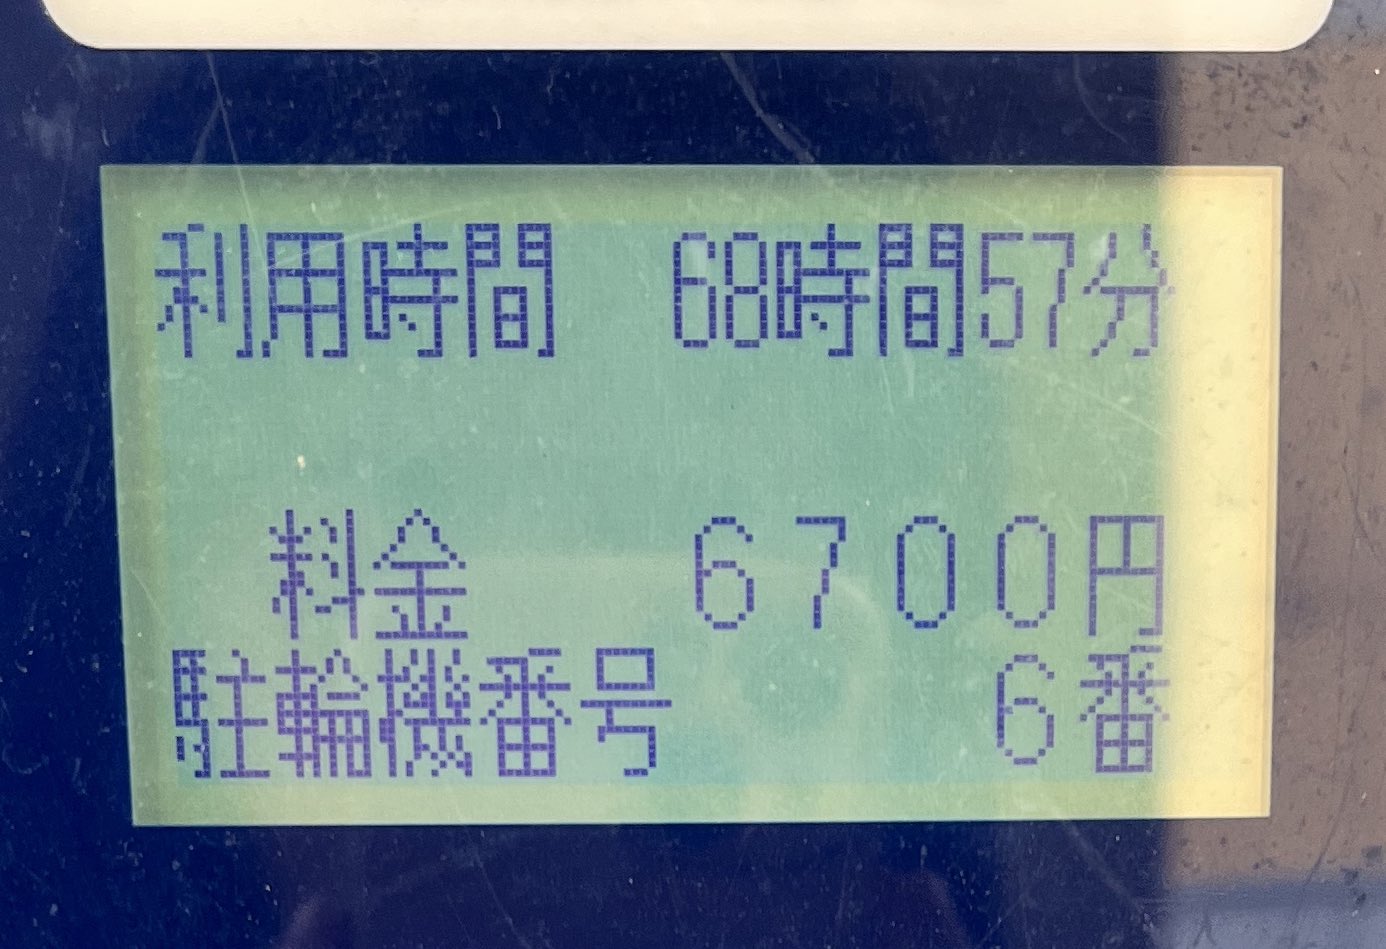 利用時間 68時間57分
料金 6700円
駐輪機番号 6番